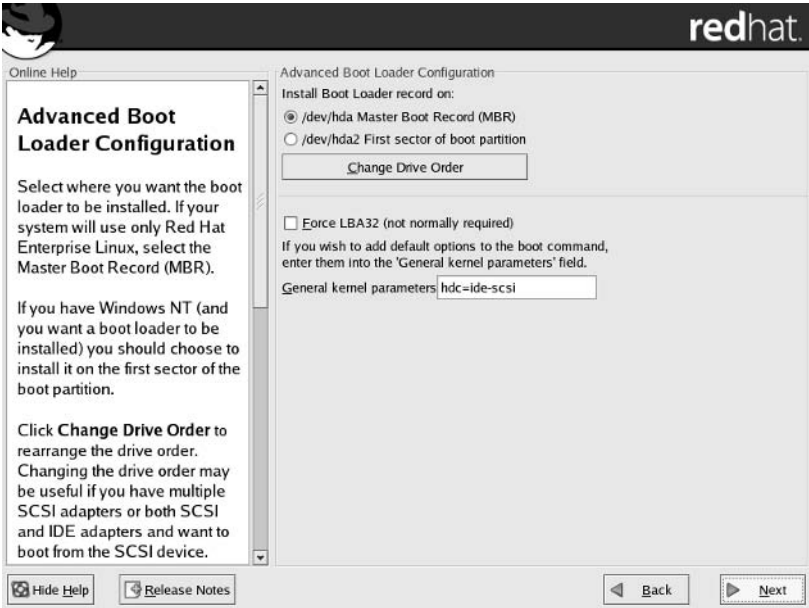 redhat.
Online Help
Advanced Boot
Loader Configuration
Select where you want the boot
loader to be installed. If your
system will use only Red Hat
Enterprise Linux, select the
Master Boot Record (MBR).
If you have Windows NT (and
you want a boot loader to be
installed) you should choose to
install it on the first sector of the
boot partition.
Click Change Drive Order to
rearrange the drive order.
Changing the drive order may
be useful if you have multiple
SCSI adapters or both SCSI
and IDE adapters and want to
boot from the SCSI device.
Advanced Boot Loader Configuration
Install Boot Loader record on:
/dev/hda Master Boot Record (MBR)
/dev/hda2 First sector of boot partition
Change Drive Order
Force LBA32 (not normally required)
If you wish to add default options to the boot command,
enter them into the 'General kernel parameters' field.
General kernel parameters hdc=ide-scsi
Hide Help
Release Notes
Back
Next